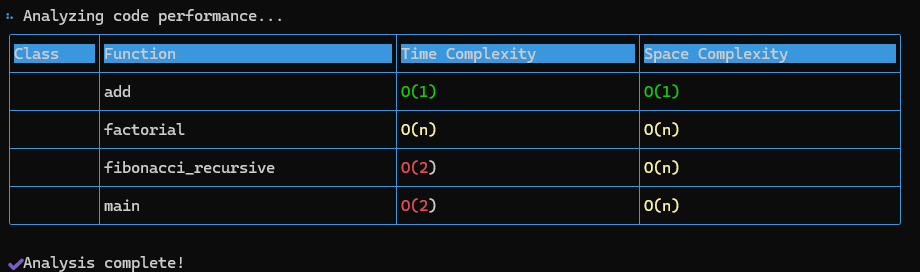 Analyzing code performance...
Class Function Time Complexity Space Complexity
add O(1) O(1)
factorial O(n) O(n)
fibonacci_recursive O(2) O(n)
main O(2) O(n)
Analysis complete!